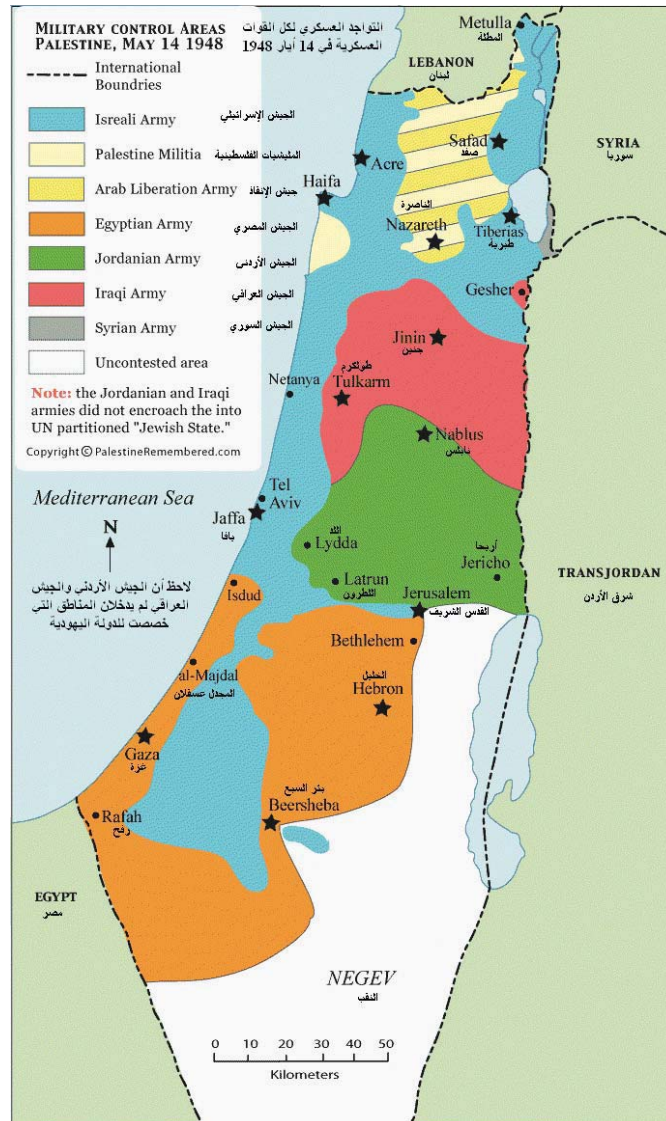 MILITARY CONTROL AREAS
PALESTINE, MAY 14 1948
التواجد العسكري لكل القوات
العسكرية في 14 أيار 1948
International
Boundries
Isreali Army
الجيش الإسرائيلي
Palestine Militia
المليشيات الفلسطينية
Arab Liberation Army
جيش الإنقاذ
Egyptian Army
الجيش المصري
Jordanian Army
الجيش الأردني
Iraqi Army
الجيش العراقي
Syrian Army
الجيش السوري
Uncontested area
Note: the Jordanian and Iraqi
armies did not encroach the into
UN partitioned "Jewish State."
Copyright © PalestineRemembered.com
Metulla
المطلة
LEBANON
لبنان
Safad
صفد
SYRIA
سوريا
Acre
Haifa
الناصرة
Nazareth
Tiberias
طبرية
Gesher
Jinin
جنين
طولكرم
Tulkarm
Netanya
Nablus
نابلس
Mediterranean Sea
Tel
Aviv
Jaffa
يافا
N
اللد
Lydda
أريحا
Jericho
Latrun
اللطرون
TRANSJORDAN
شرق الأردن
لاحظ أن الجيش الأردني والجيش
العراقي لم يدخلان المناطق التي
خصصت للدولة اليهودية
Isdud
Jerusalem
القدس الشريف
Bethlehem
al-Majdal
المجدل عسقلان
الخليل
Hebron
Gaza
غزة
بئر السبع
Beersheba
Rafah
رفح
EGYPT
مصر
NEGEV
النقب
0 10 20 30 40 50
Kilometers